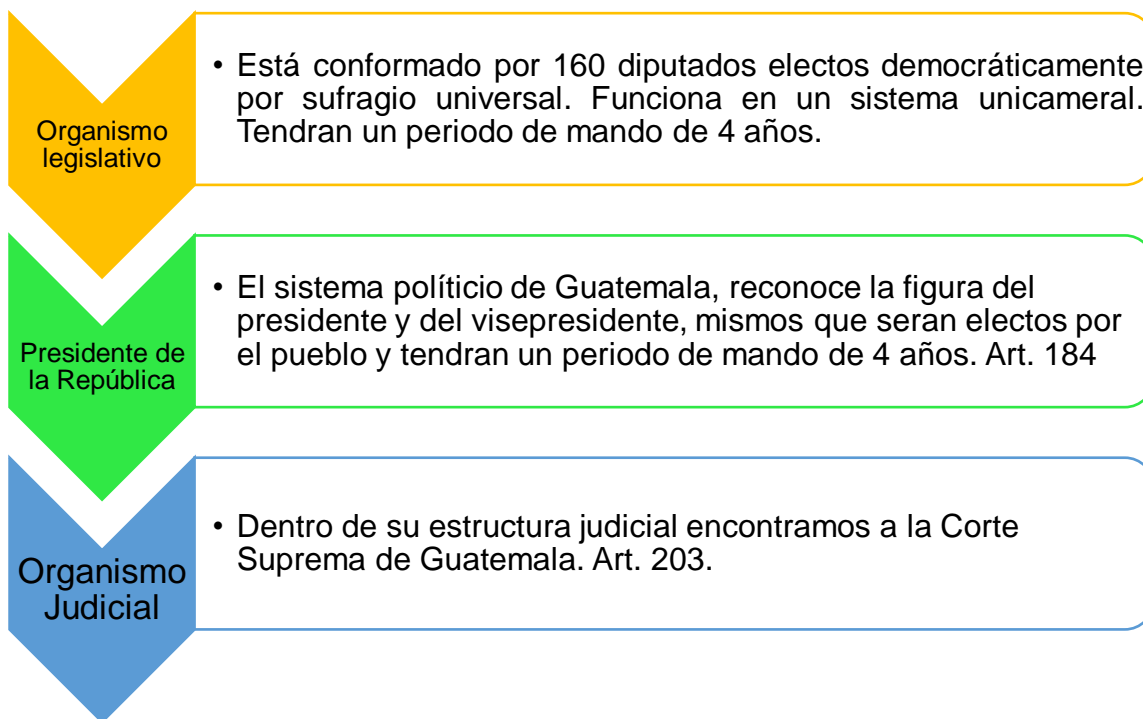 Organismo
legislativo
• Está conformado por 160 diputados electos democráticamente
por sufragio universal. Funciona en un sistema unicameral.
Tendran un periodo de mando de 4 años.
Presidente de
la República
• El sistema polítício de Guatemala, reconoce la figura del
presidente y del visepresidente, mismos que seran electos por
el pueblo y tendran un periodo de mando de 4 años. Art. 184
Organismo
Judicial
• Dentro de su estructura judicial encontramos a la Corte
Suprema de Guatemala. Art. 203.